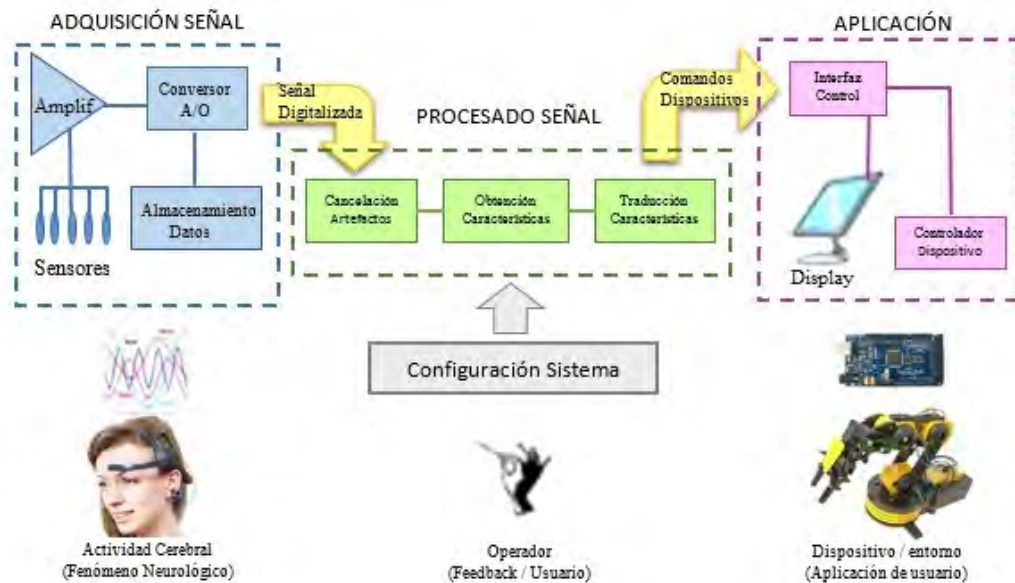 ADQUISICIÓN SEÑAL
Amplif
Conversor
A/O
Almacenamiento
Datos
Sensores
Señal
Digitalizada
PROCESADO SEÑAL
Cancelación
Artefactos
Obtención
Características
Traducción
Características
Comandos
Dispositivos
APLICACIÓN
Interfaz
Control
Display
Controlador
Dispositivo
Configuración Sistema
Actividad Cerebral
(Fenómeno Neurológico)
Operador
(Feedback / Usuario)
Dispositivo / entorno
(Aplicación de usuario)